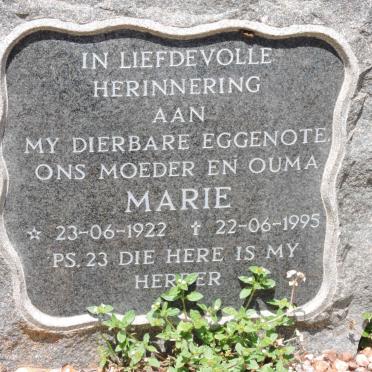 IN LIEFDEVOLLE
HERINNERING
AAN
MY DIERBARE EGGENOTE
ONS MOEDER EN OUMA
MARIE
☆ 23-06-1922 ✝ 22-06-1995
PS. 23 DIE HERE IS MY
HERDER